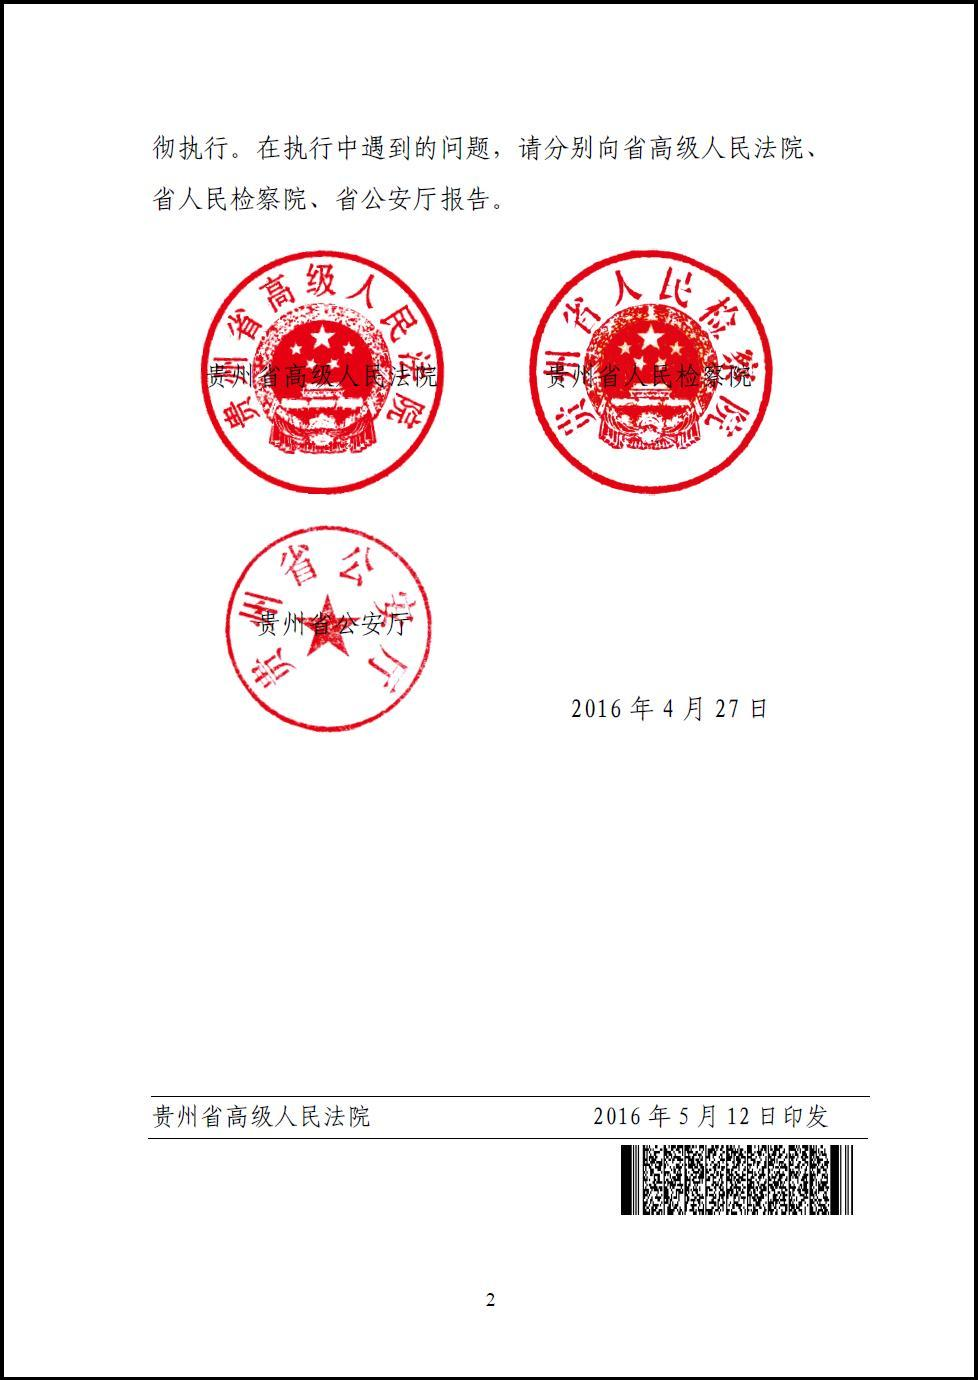 彻执行。在执行中遇到的问题，请分别向省高级人民法院、
省人民检察院、省公安厅报告。
贵州省高级人民法院
贵州省高级人民法院
贵州省人民检察院
贵州省人民检察院
贵州省公安厅
贵州省公安厅
2016 年 4 月 27 日
贵州省高级人民法院 2016 年 5 月 12 日印发
2